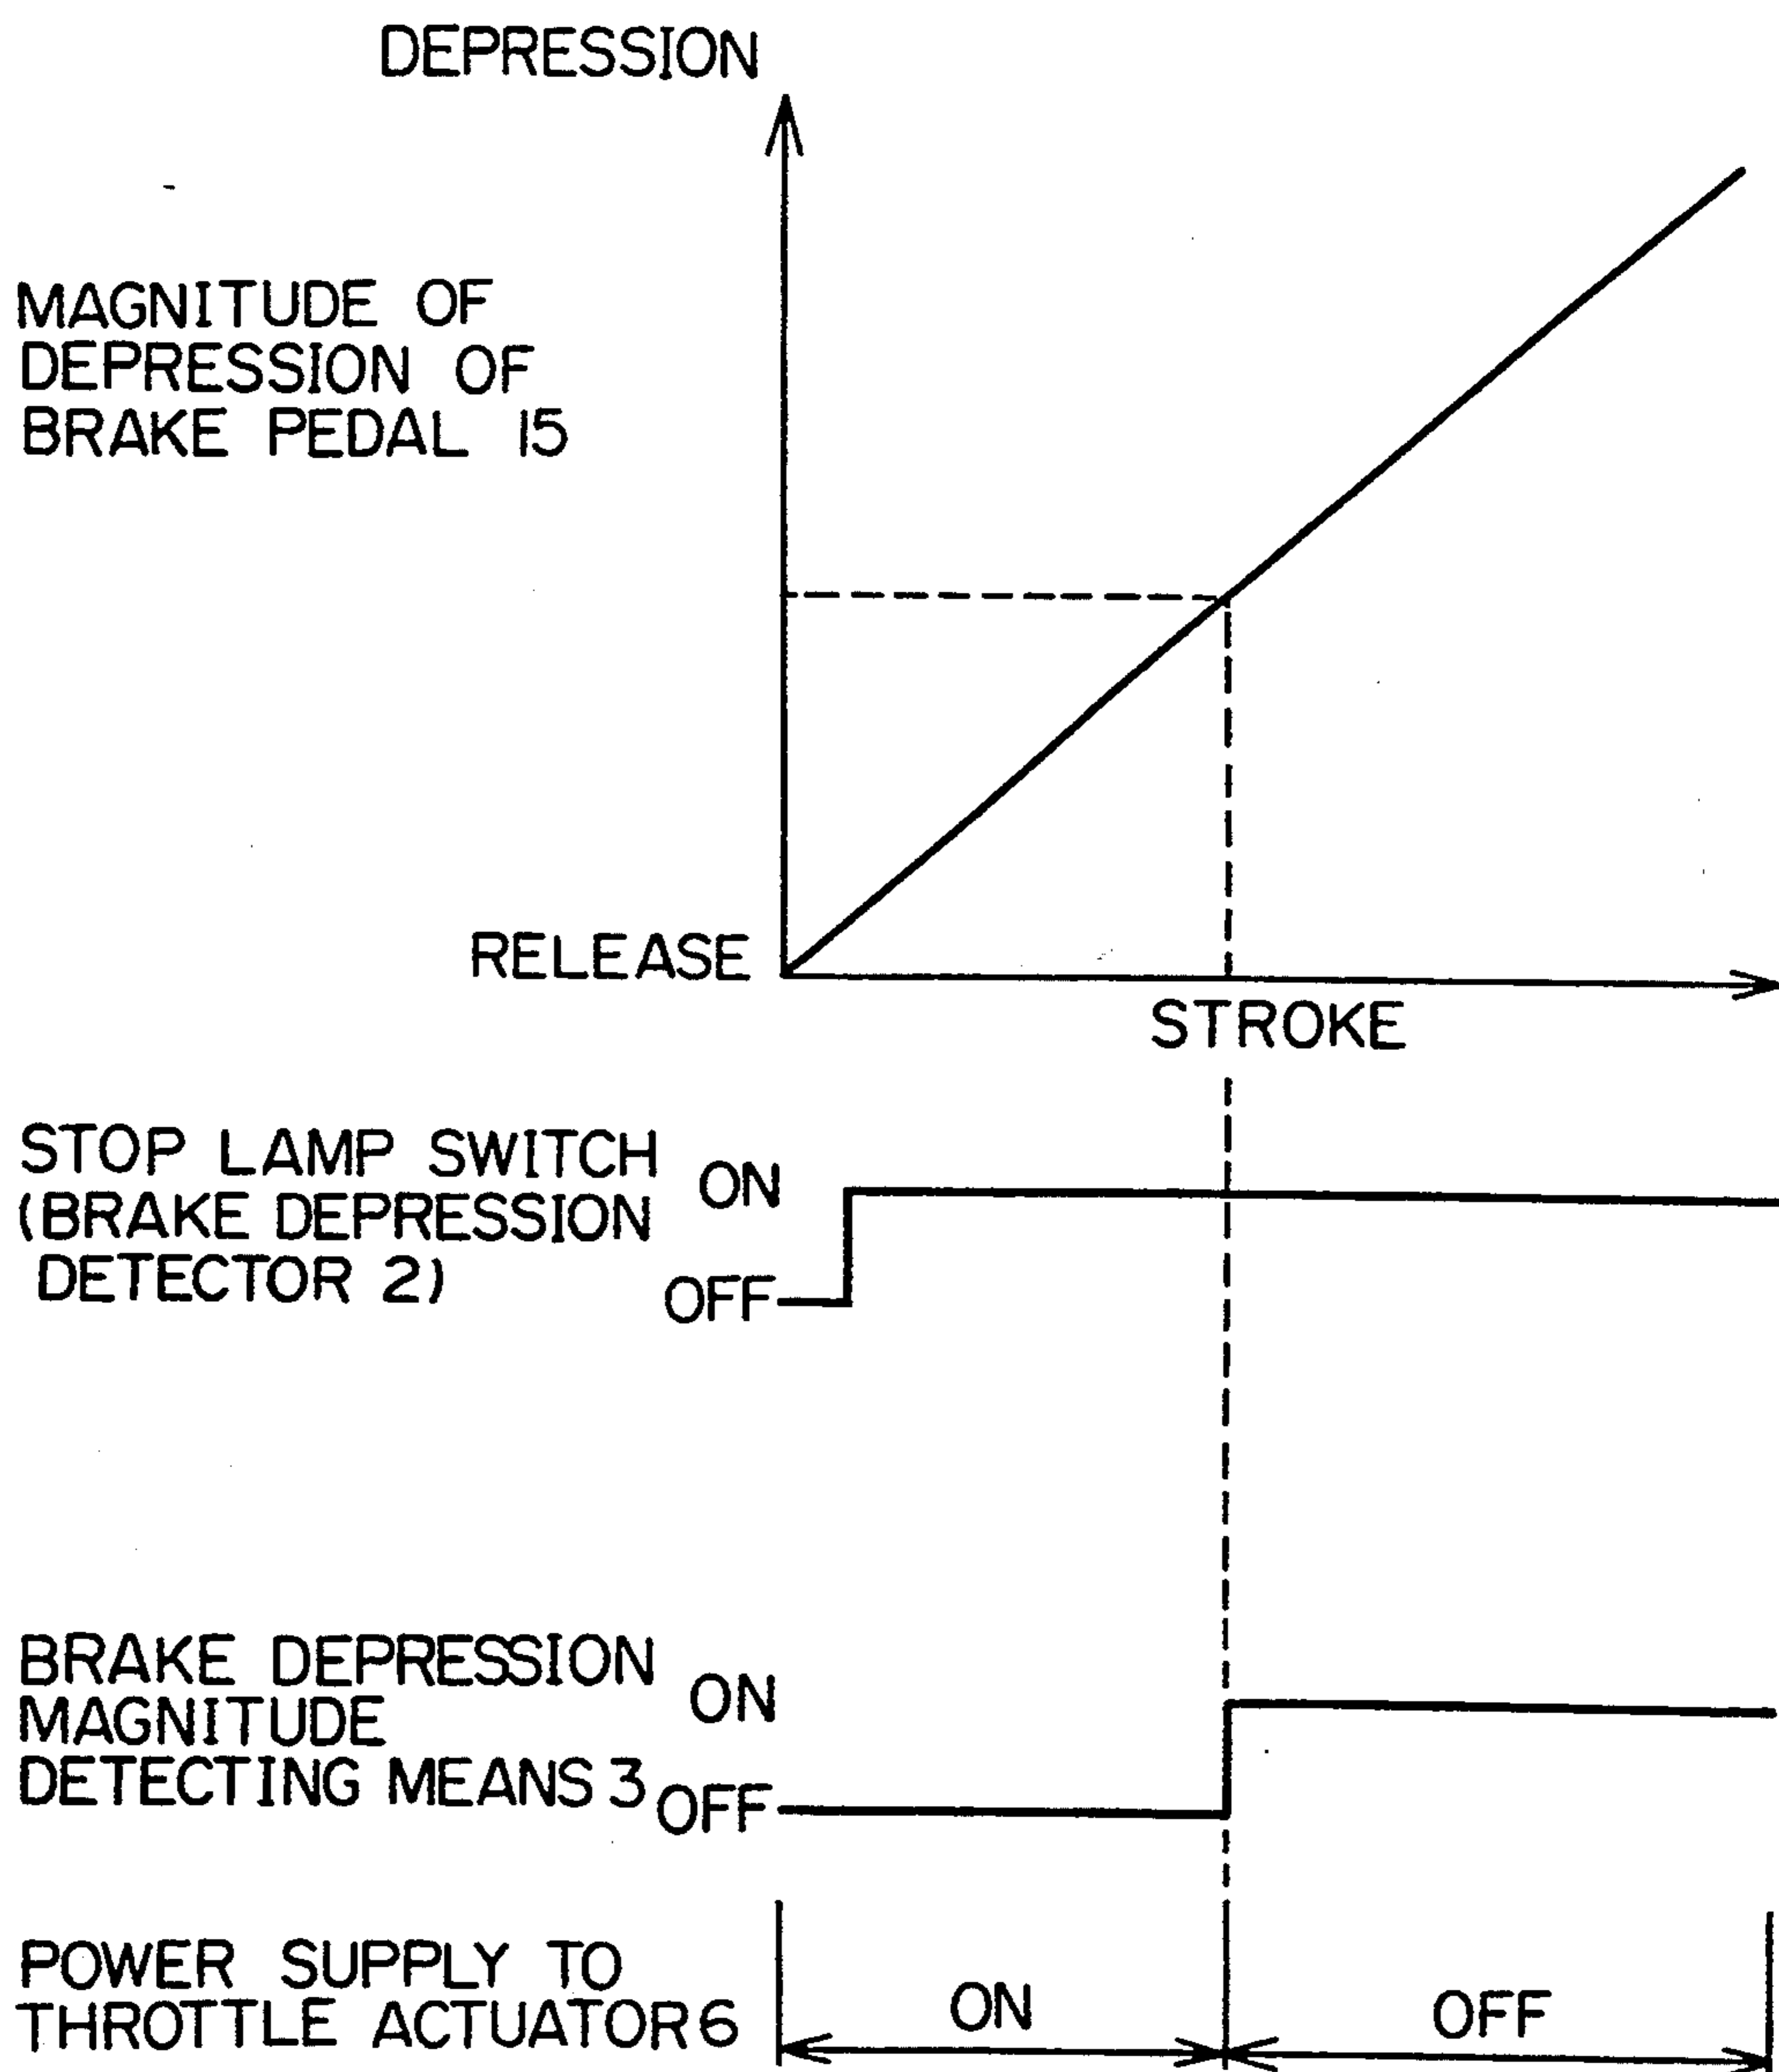 DEPRESSION
MAGNITUDE OF
DEPRESSION OF
BRAKE PEDAL 15
RELEASE
STROKE
STOP LAMP SWITCH
(BRAKE DEPRESSION
DETECTOR 2)
ON
OFF
BRAKE DEPRESSION
MAGNITUDE
DETECTING MEANS 3
ON
OFF
POWER SUPPLY TO
THROTTLE ACTUATOR 6
ON
OFF